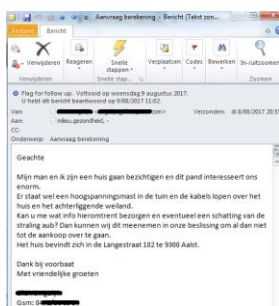 Aanvraag berekening - Bericht (Tekst zon...
Bestand
Bericht
Verwijderen
Reageren
Snelle stappen
Verplaatsen
Codes
Bewerken
In-/uitzoomen
Verwijderen
Snelle stap...
Zoomen
Flag for follow up. Voltooid op woensdag 9 augustus 2017.
U hebt dit bericht beantwoord op 9/08/2017 11:02.
Van:
com>
Verzonden: di 8/08/2017 20:55
Aan: milieu.gezondheid, -
CC:
Onderwerp: Aanvraag berekening
Geachte
Mijn man en ik zijn een huis gaan bezichtigen en dit pand interesseert ons
enorm.
Er staat wel een hoogspanningsmast in de tuin en de kabels lopen over het
huis en het achterliggende weiland.
Kan u me wat info hieromtrent bezorgen en eventueel een schatting van de
straling aub? Dan kunnen wij dit meenemen in onze beslissing om al dan niet
tot de aankoop over te gaan.
Het huis bevindt zich in de Langestraat 102 te 9300 Aalst.
Dank bij voorbaat
Met vriendelijke groeten
Gsm: 0